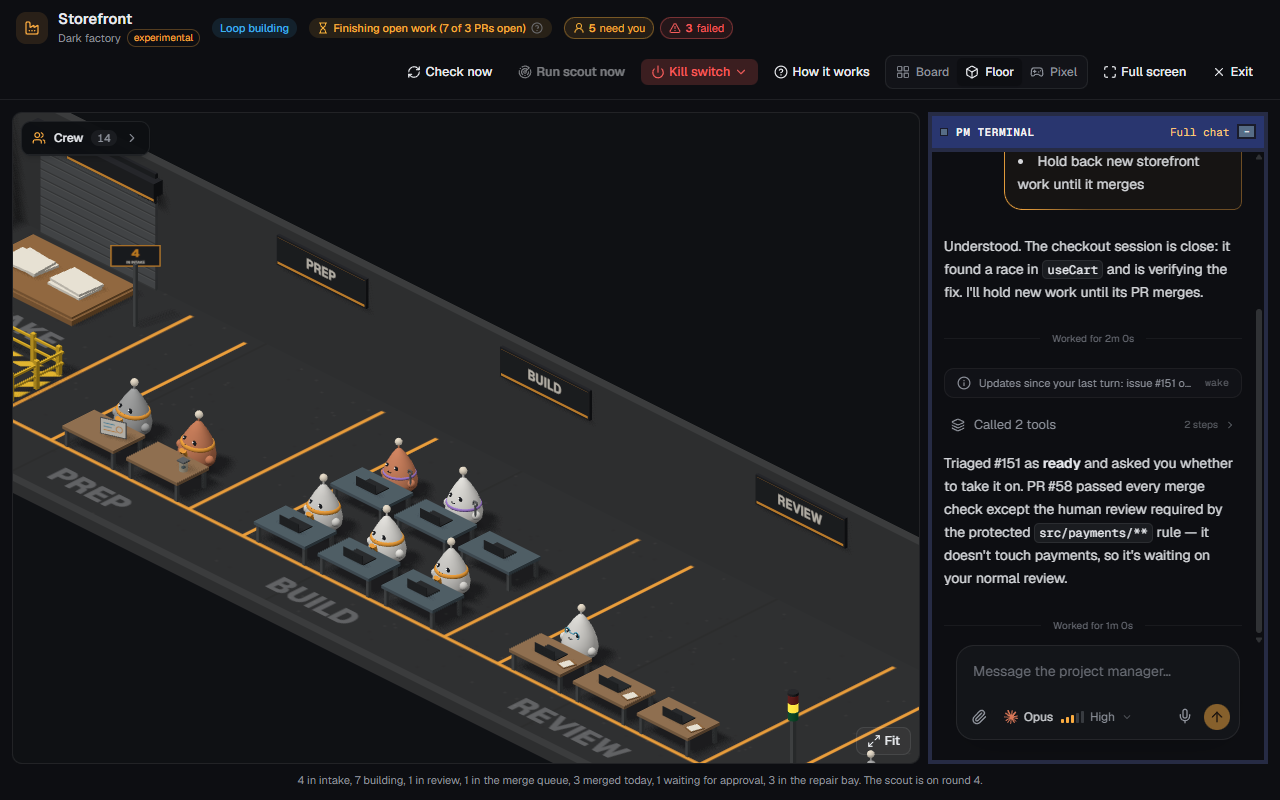 Storefront
Dark factory experimental
Loop building
Finishing open work (7 of 3 PRs open)
5 need you
3 failed
Check now
Run scout now
Kill switch
How it works
Board
Floor
Pixel
Full screen
Exit
Crew 14
4
IN INTAKE
PREP
BUILD
REVIEW
PREP
BUILD
REVIEW
Fit
PM TERMINAL
Full chat
• Hold back new storefront
work until it merges
Understood. The checkout session is close: it
found a race in useCart and is verifying the
fix. I'll hold new work until its PR merges.
Worked for 2m 0s
Updates since your last turn: issue #151 o... wake
Called 2 tools 2 steps
Triaged #151 as ready and asked you whether
to take it on. PR #58 passed every merge
check except the human review required by
the protected src/payments/** rule — it
doesn't touch payments, so it's waiting on
your normal review.
Worked for 1m 0s
Message the project manager...
Opus High
4 in intake, 7 building, 1 in review, 1 in the merge queue, 3 merged today, 1 waiting for approval, 3 in the repair bay. The scout is on round 4.